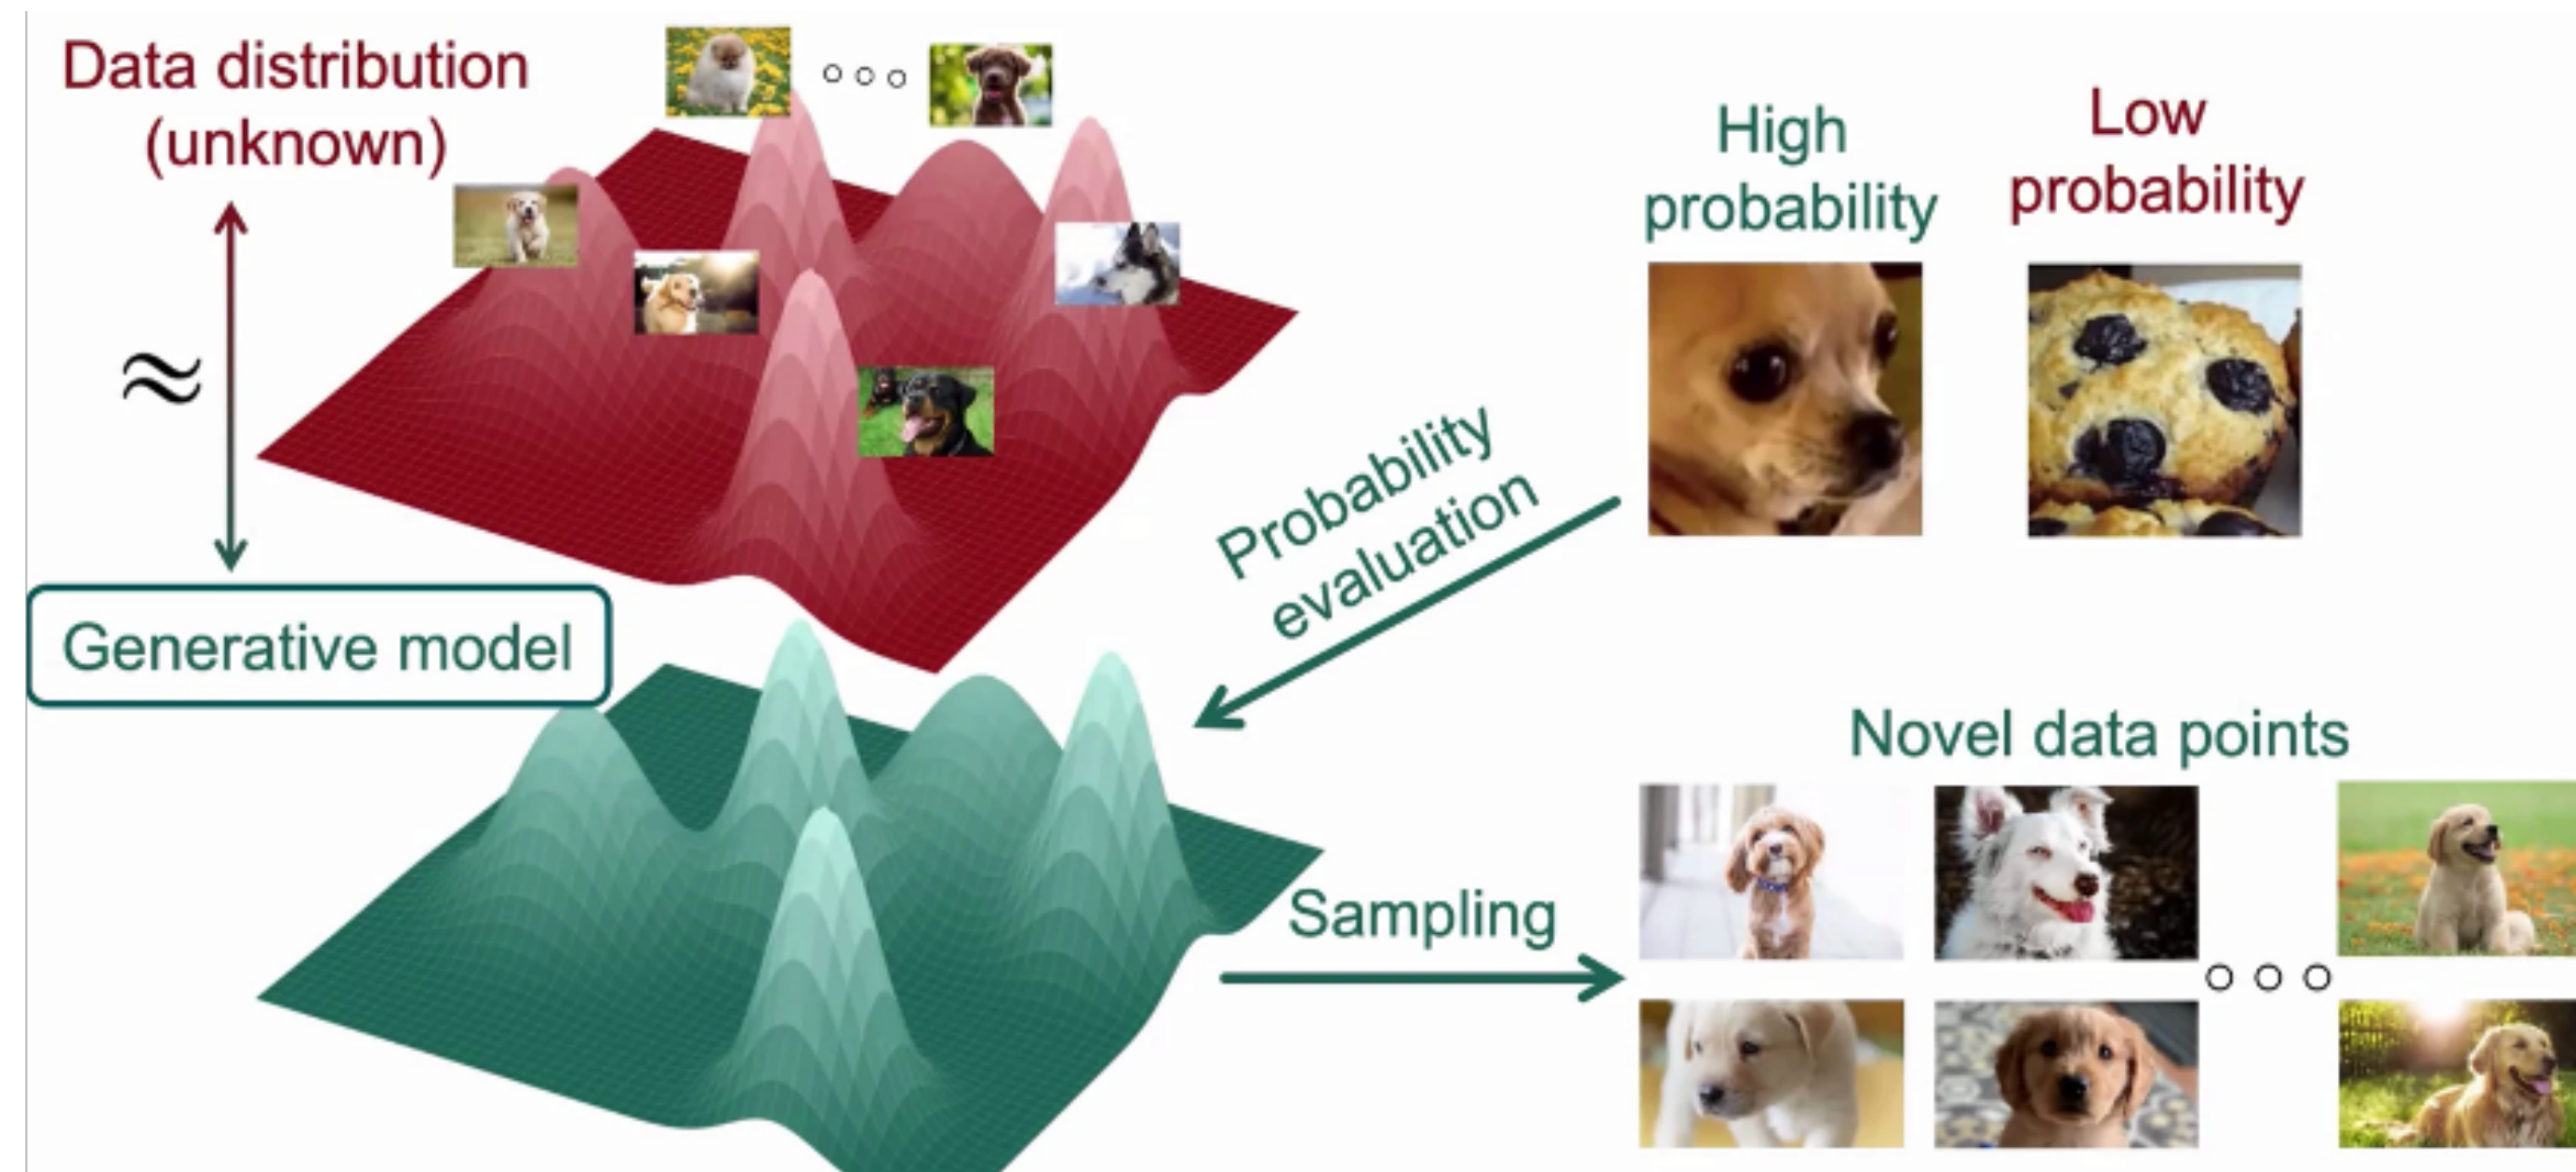 Data distribution
(unknown)
≈
Generative model
High
probability
Low
probability
Probability
evaluation
Novel data points
Sampling